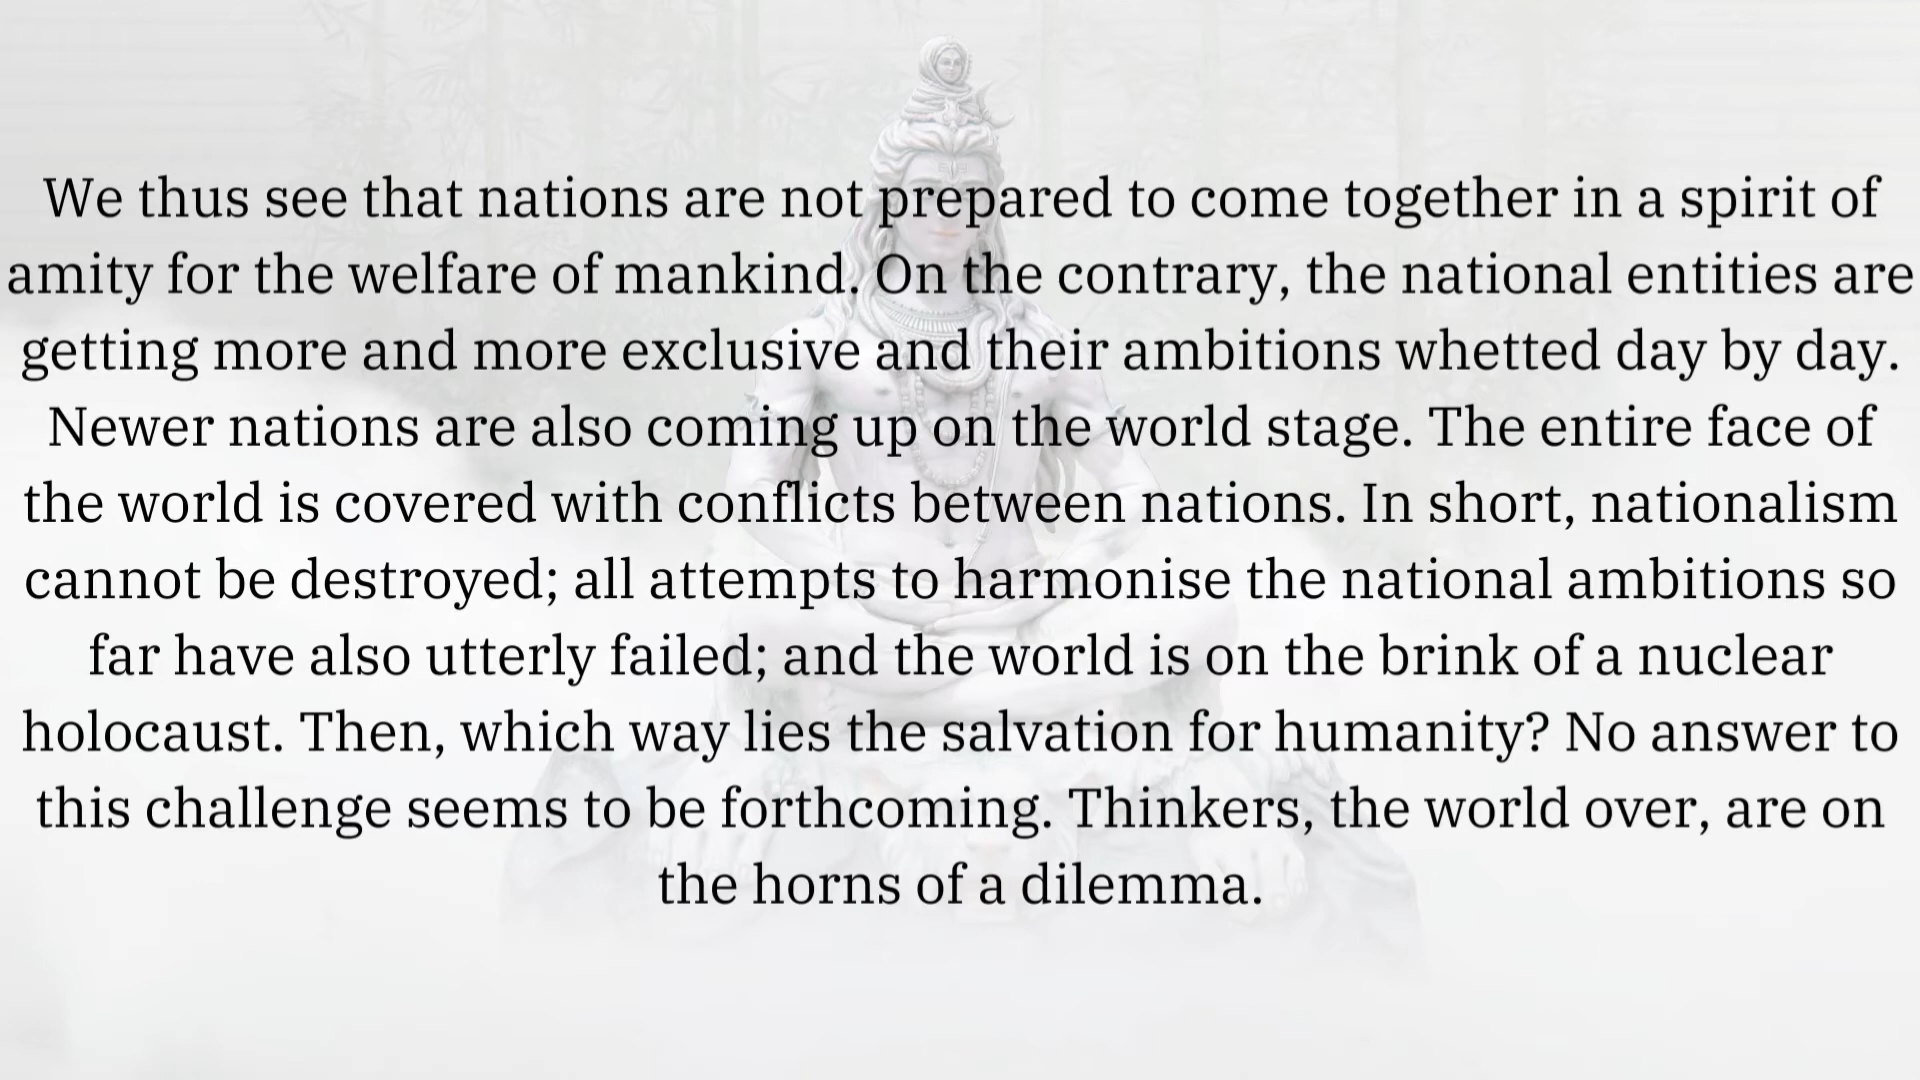 We thus see that nations are not prepared to come together in a spirit of
amity for the welfare of mankind. On the contrary, the national entities are
getting more and more exclusive and their ambitions whetted day by day.
Newer nations are also coming up on the world stage. The entire face of
the world is covered with conflicts between nations. In short, nationalism
cannot be destroyed; all attempts to harmonise the national ambitions so
far have also utterly failed; and the world is on the brink of a nuclear
holocaust. Then, which way lies the salvation for humanity? No answer to
this challenge seems to be forthcoming. Thinkers, the world over, are on
the horns of a dilemma.